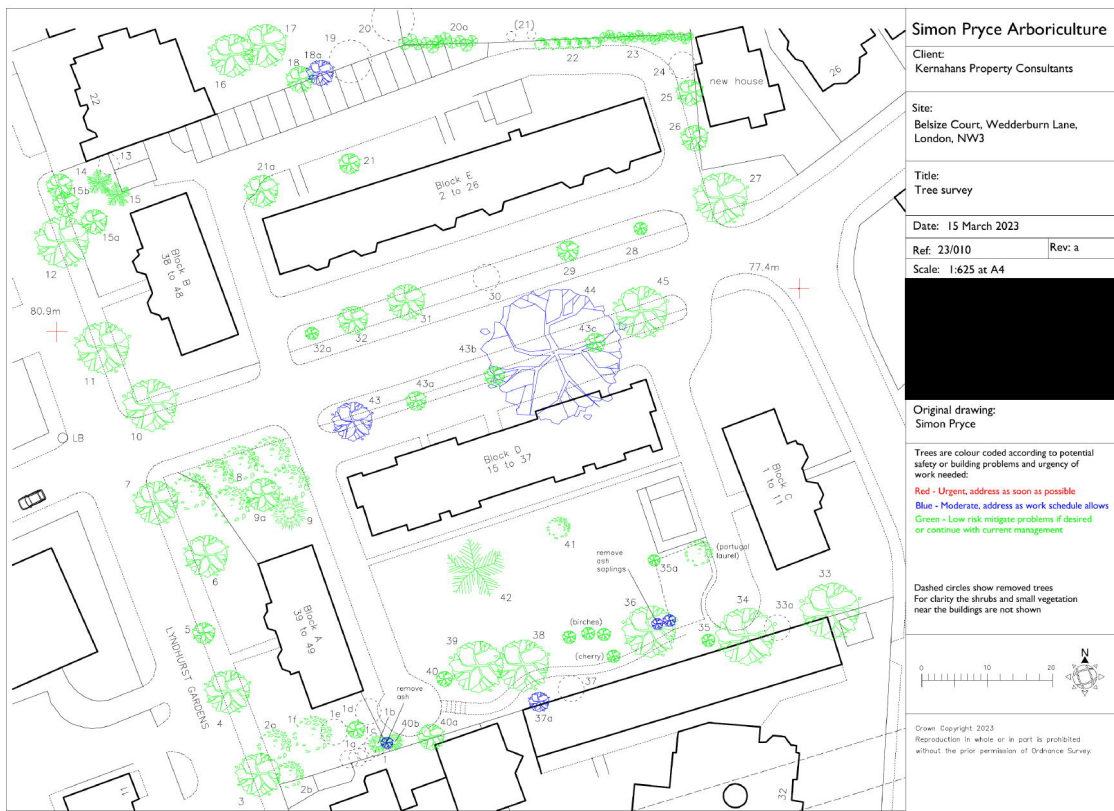 17
18a
19
20
20a
(21)
22
23
24
16
18
new house
26
25
26
22
13
14
15b
15
15a
12
21a
21
Block E
2 to 26
27
Block B
38 to 48
28
29
30
77.4m
80.9m
31
32
32a
44
45
43c
43b
43a
43
11
10
LB
Block D
15 to 37
Block C
1 to 11
7
8
9a
9
6
41
42
remove
ash
saplings
(portugal
laurel)
35a
36
35
34
33a
33
Block A
39 to 49
5
LYNDHURST GARDENS
4
39
38
(birches)
(cherry)
40
37
37a
remove
ash
2a
1f
1e
1d
1b
1c
1g
1
40b
40a
3
2b
11
32
Simon Pryce Arboriculture
Client:
Kernahans Property Consultants
Site:
Belsize Court, Wedderburn Lane,
London, NW3
Title:
Tree survey
Date: 15 March 2023
Ref: 23/010
Rev: a
Scale: 1:625 at A4
Original drawing:
Simon Pryce
Trees are colour coded according to potential
safety or building problems and urgency of
work needed:
Red - Urgent, address as soon as possible
Blue - Moderate, address as work schedule allows
Green - Low risk mitigate problems if desired
or continue with current management
Dashed circles show removed trees
For clarity the shrubs and small vegetation
near the buildings are not shown
N
0 10 20
Crown Copyright 2023
Reproduction in whole or in part is prohibited
without the prior permission of Ordnance Survey.